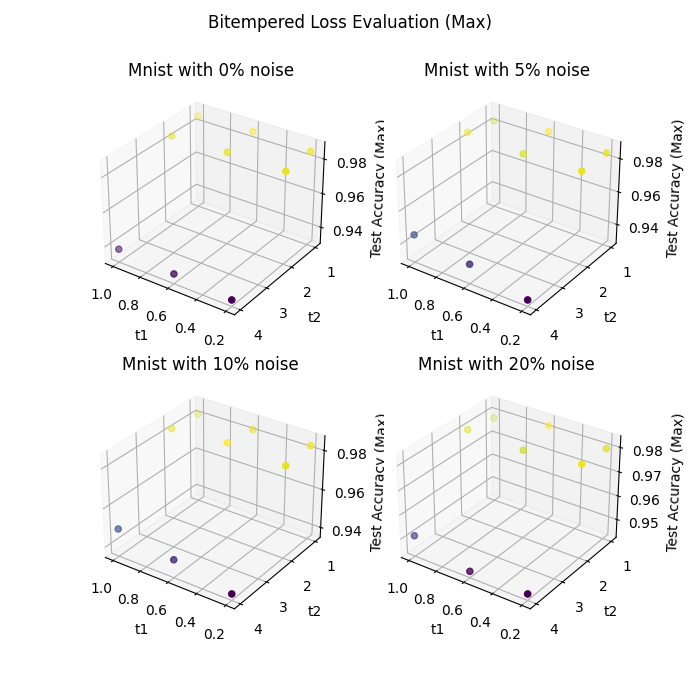 Bitempered Loss Evaluation (Max)
Mnist with 0% noise
0.98
0.96
0.94
Test Accuracy (Max)
1
2
3
4
t2
1.0
0.8
0.6
0.4
0.2
t1
Mnist with 5% noise
0.98
0.96
0.94
Test Accuracy (Max)
1
2
3
4
t2
1.0
0.8
0.6
0.4
0.2
t1
Mnist with 10% noise
0.98
0.96
0.94
Test Accuracy (Max)
1
2
3
4
t2
1.0
0.8
0.6
0.4
0.2
t1
Mnist with 20% noise
0.98
0.97
0.96
0.95
Test Accuracy (Max)
1
2
3
4
t2
1.0
0.8
0.6
0.4
0.2
t1